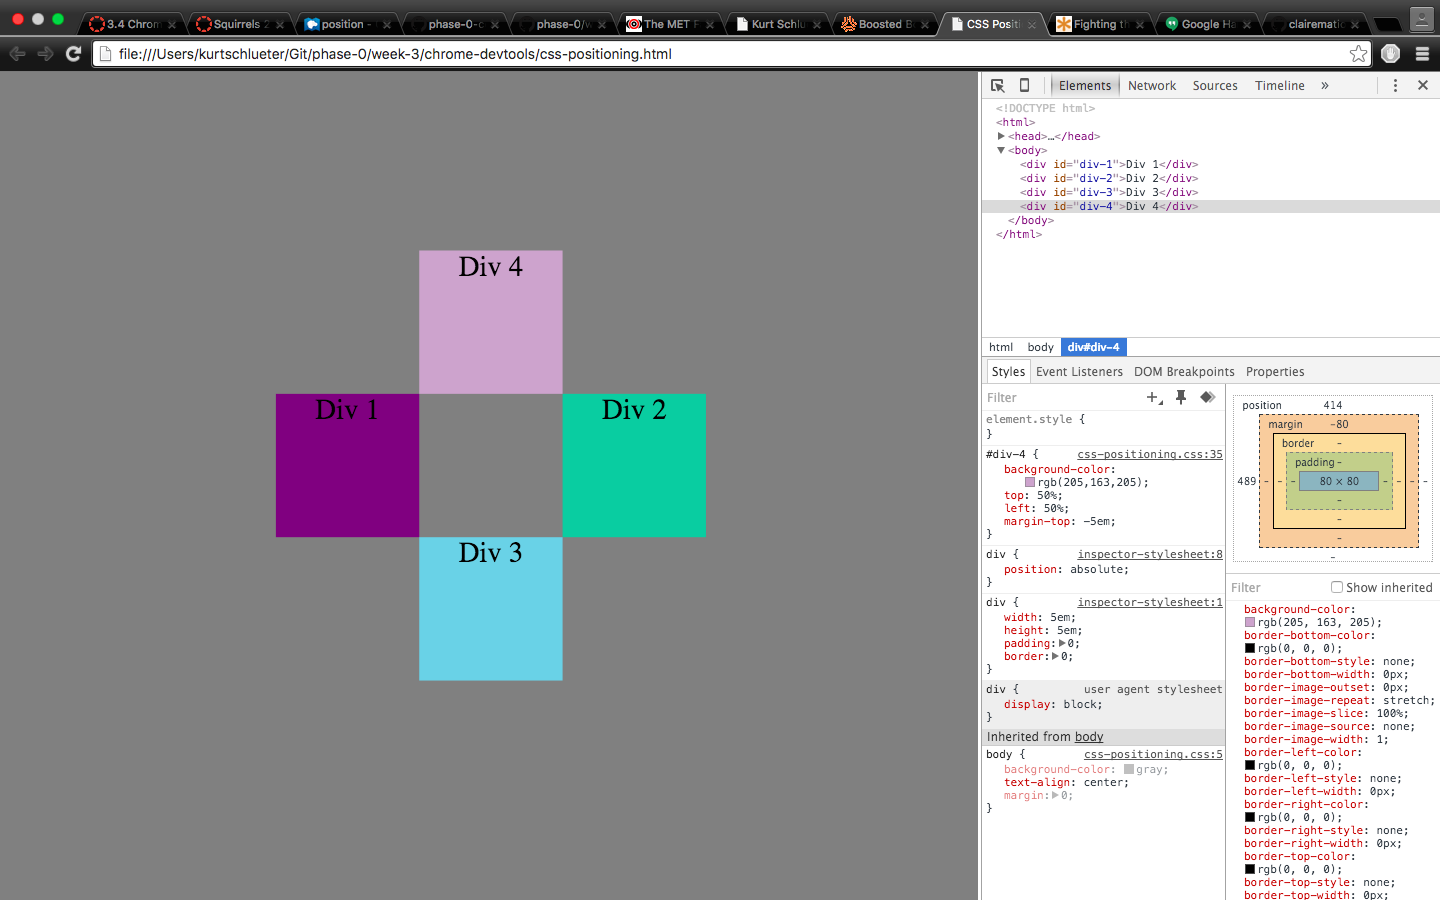 3.4 Chrom
Squirrels 2
position -
phase-0-c
phase-0/w
The MET F
Kurt Schlu
Boosted B
CSS Positi
Fighting th
Google Ha
clairematic
file:///Users/kurtschlueter/Git/phase-0/week-3/chrome-devtools/css-positioning.html
Elements Network Sources Timeline »
<!DOCTYPE html>
<html>
▶<head>…</head>
▼<body>
<div id="div-1">Div 1</div>
<div id="div-2">Div 2</div>
<div id="div-3">Div 3</div>
<div id="div-4">Div 4</div>
</body>
</html>
Div 4
Div 1
Div 2
Div 3
html body div#div-4
Styles Event Listeners DOM Breakpoints Properties
Filter
element.style {
}
#div-4 { css-positioning.css:35
background-color:
rgb(205,163,205);
top: 50%;
left: 50%;
margin-top: -5em;
}
div { inspector-stylesheet:8
position: absolute;
}
div { inspector-stylesheet:1
width: 5em;
height: 5em;
padding:▶0;
border:▶0;
}
div { user agent stylesheet
display: block;
}
Inherited from body
body { css-positioning.css:5
background-color: gray;
text-align: center;
margin:▶0;
}
position 414
margin -80
border -
padding -
489 - - - 80 × 80 - - - -
-
-
-
-
Filter Show inherited
background-color:
rgb(205, 163, 205);
border-bottom-color:
rgb(0, 0, 0);
border-bottom-style: none;
border-bottom-width: 0px;
border-image-outset: 0px;
border-image-repeat: stretch;
border-image-slice: 100%;
border-image-source: none;
border-image-width: 1;
border-left-color:
rgb(0, 0, 0);
border-left-style: none;
border-left-width: 0px;
border-right-color:
rgb(0, 0, 0);
border-right-style: none;
border-right-width: 0px;
border-top-color:
rgb(0, 0, 0);
border-top-style: none;
border-top-width: 0px;